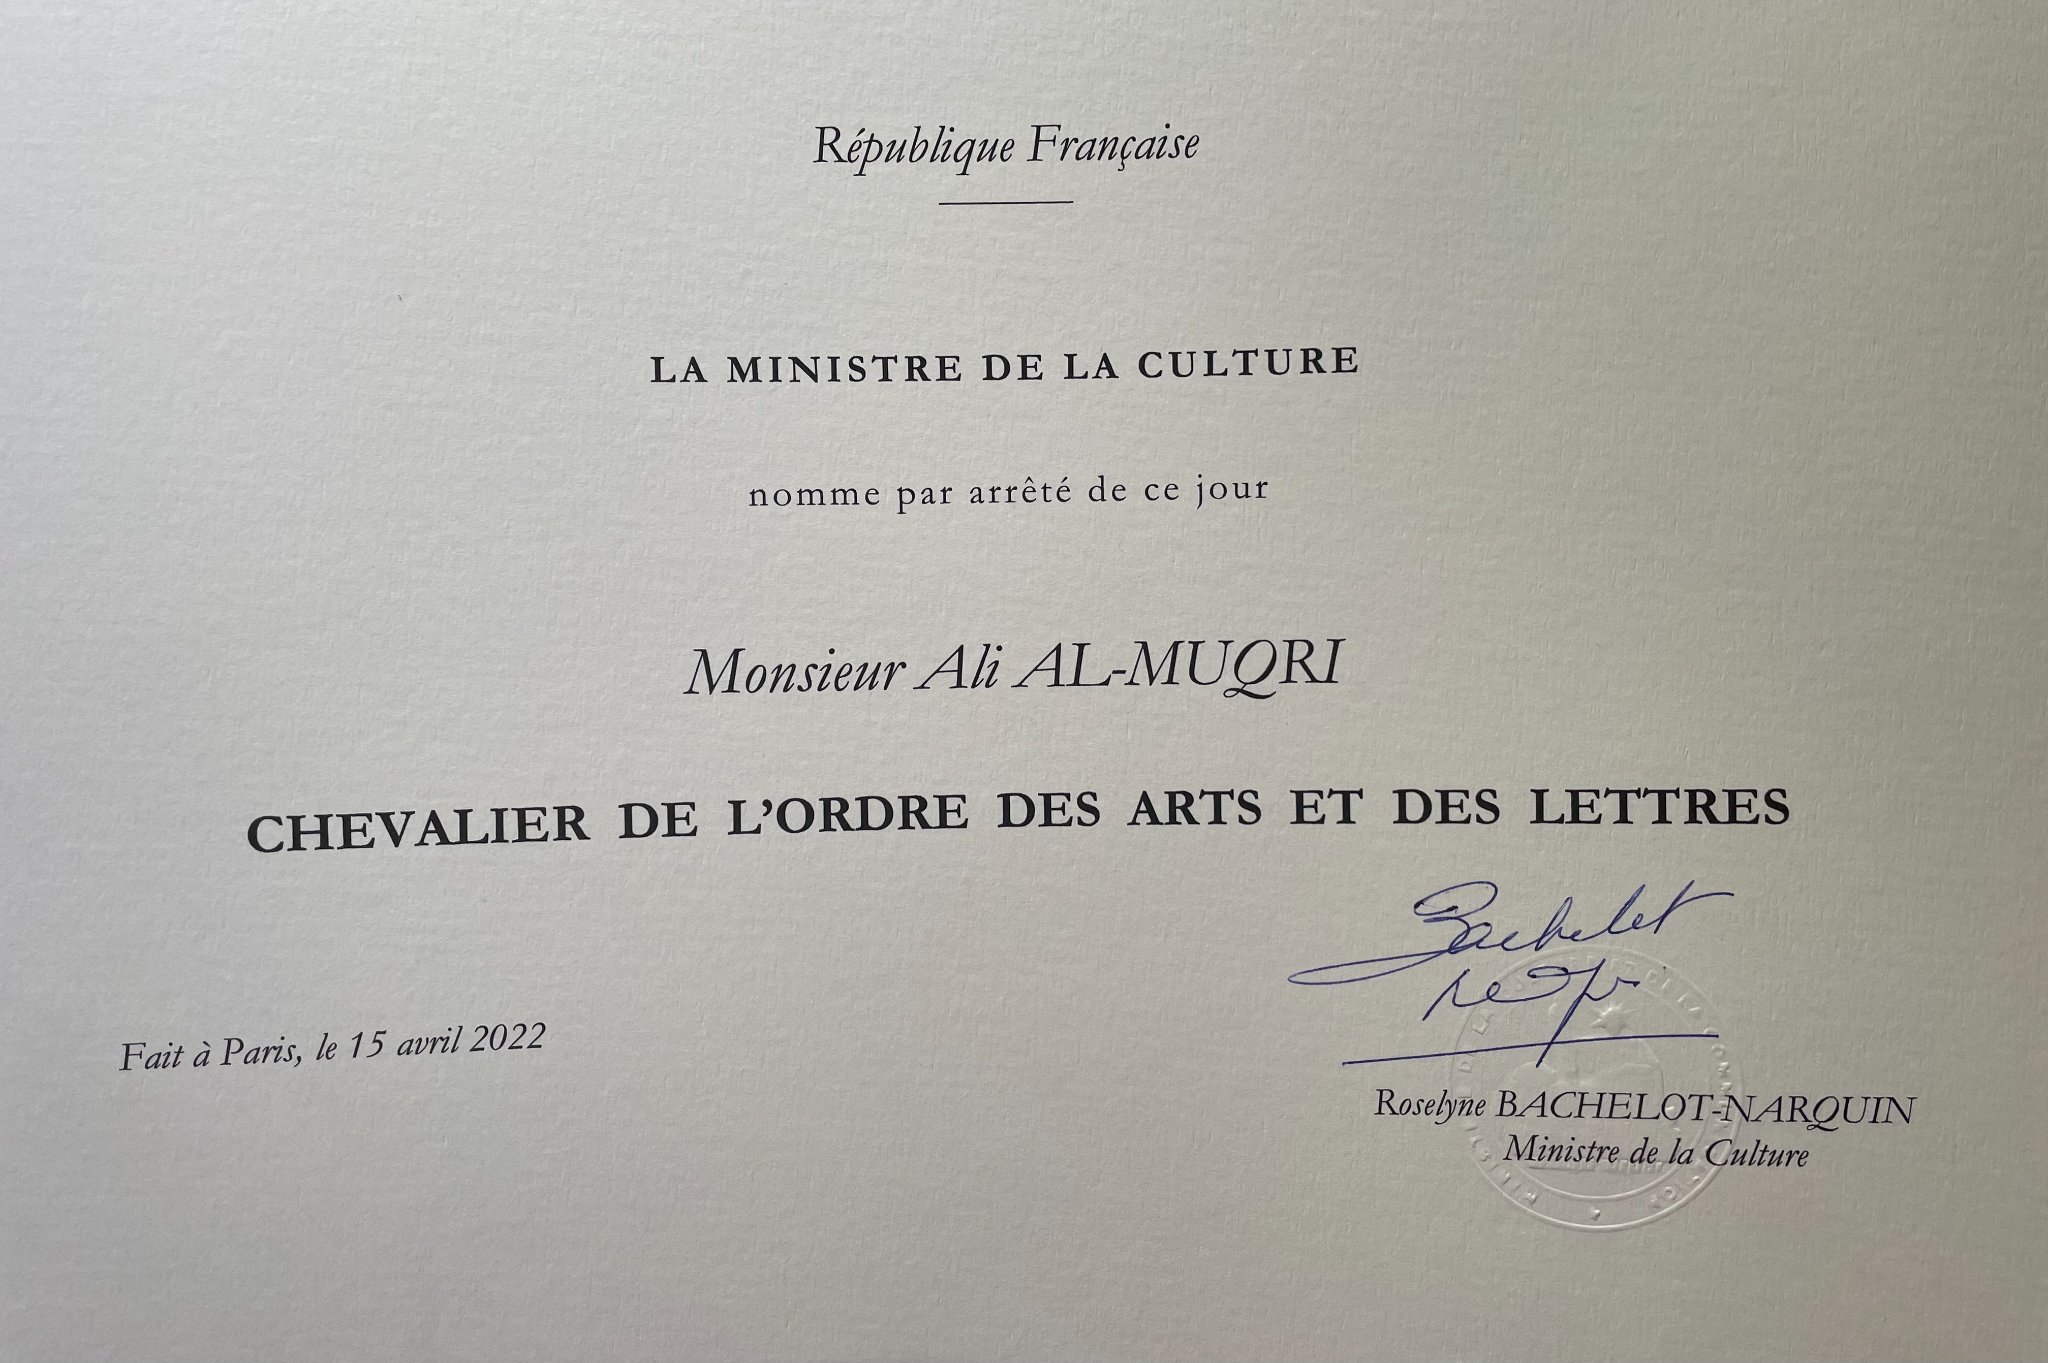 République Française
LA MINISTRE DE LA CULTURE
nomme par arrêté de ce jour
Monsieur Ali AL-MUQRI
CHEVALIER DE L'ORDRE DES ARTS ET DES LETTRES
Bachelot
Fait à Paris, le 15 avril 2022
Roselyne BACHELOT-NARQUIN
Ministre de la Culture